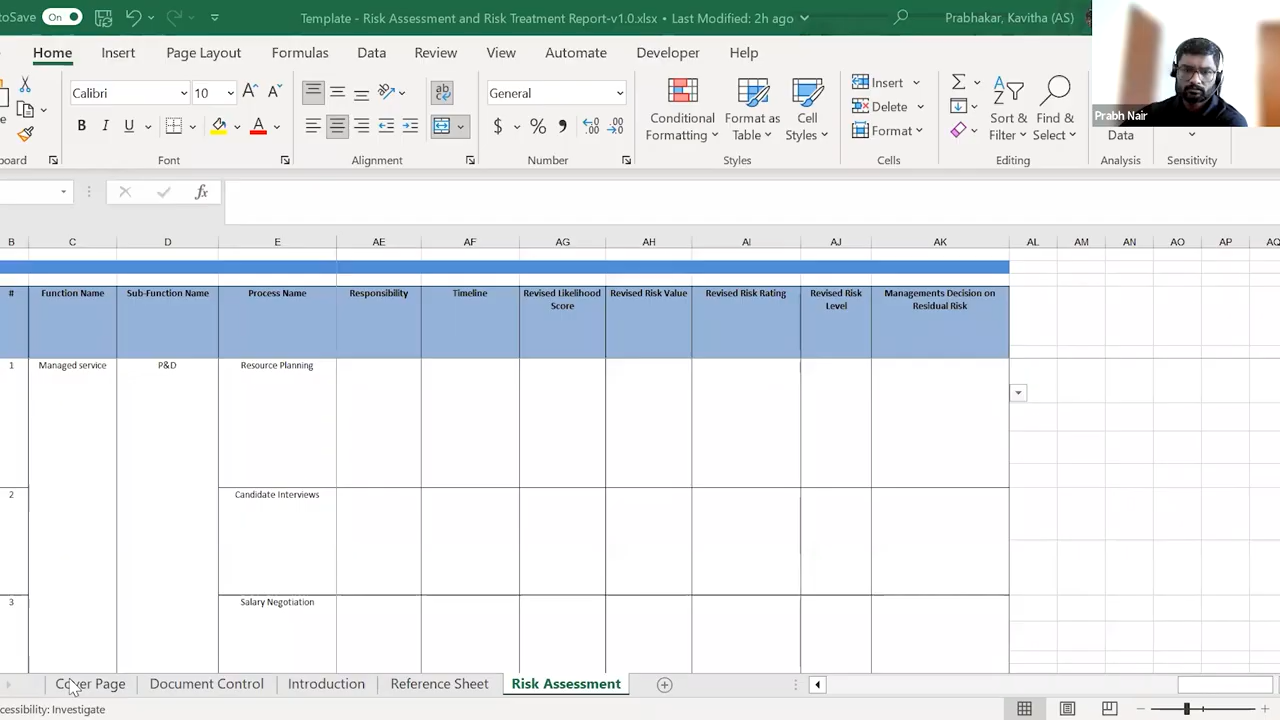 toSave On Template - Risk Assessment and Risk Treatment Report-v1.0.xlsx • Last Modified: 2h ago Prabhakar, Kavitha (AS)
Home Insert Page Layout Formulas Data Review View Automate Developer Help
Calibri 10 A A ab General Insert
B I U A $ % 9 Conditional Formatting Format as Table Cell Styles Delete Format Sort & Filter Find & Select Data
board Font Alignment Number Styles Cells Editing Analysis Sensitivity
Prabh Nair
fx
B C D E AE AF AG AH AI AJ AK AL AM AN AO AP AQ
# Function Name Sub-Function Name Process Name Responsibility Timeline Revised Likelihood Score Revised Risk Value Revised Risk Rating Revised Risk Level Managements Decision on Residual Risk
1 Managed service P&D Resource Planning
2 Candidate Interviews
3 Salary Negotiation
Cover Page Document Control Introduction Reference Sheet Risk Assessment
ccessibility: Investigate